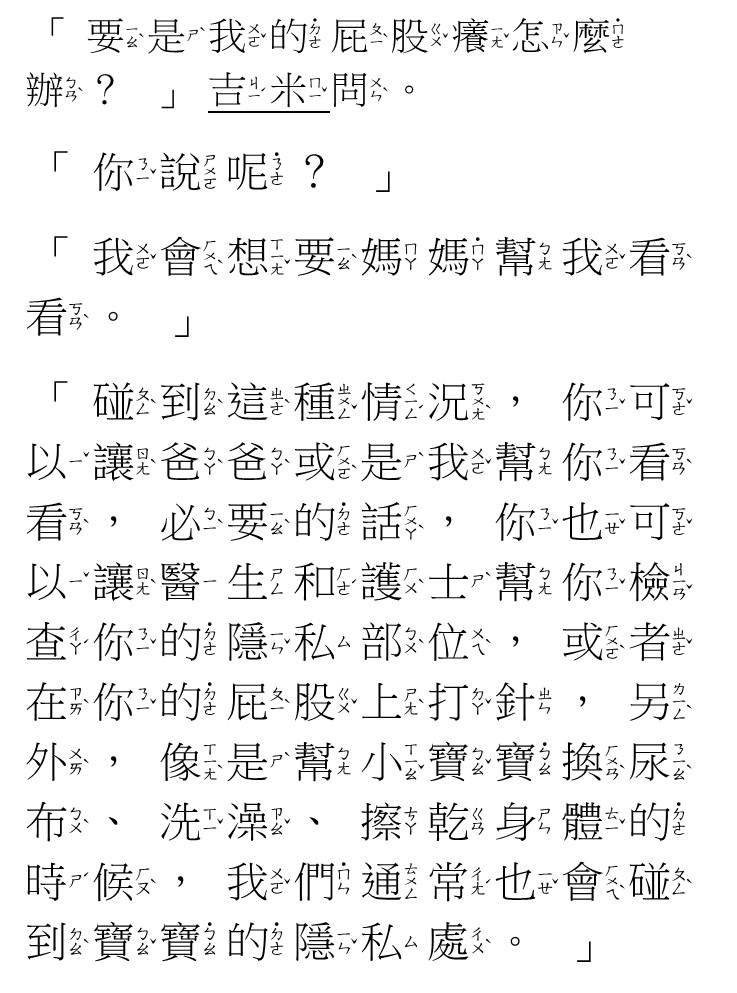 「要是我的屁股癢怎麼
辦？」吉米問。
「你說呢？」
「我會想要媽媽幫我看
看。」
「碰到這種情況，你可
以讓爸爸或是我幫你看
看，必要的話，你也可
以讓醫生和護士幫你檢
查你的隱私部位，或者
在你的屁股上打針，另
外，像是幫小寶寶換尿
布、洗澡、擦乾身體的
時候，我們通常也會碰
到寶寶的隱私處。」